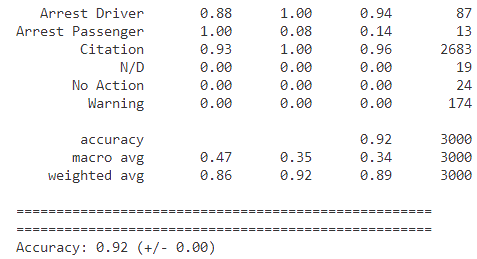 Arrest Driver 0.88 1.00 0.94 87
Arrest Passenger 1.00 0.08 0.14 13
Citation 0.93 1.00 0.96 2683
N/D 0.00 0.00 0.00 19
No Action 0.00 0.00 0.00 24
Warning 0.00 0.00 0.00 174
accuracy 0.92 3000
macro avg 0.47 0.35 0.34 3000
weighted avg 0.86 0.92 0.89 3000
====================================================
====================================================
Accuracy: 0.92 (+/- 0.00)